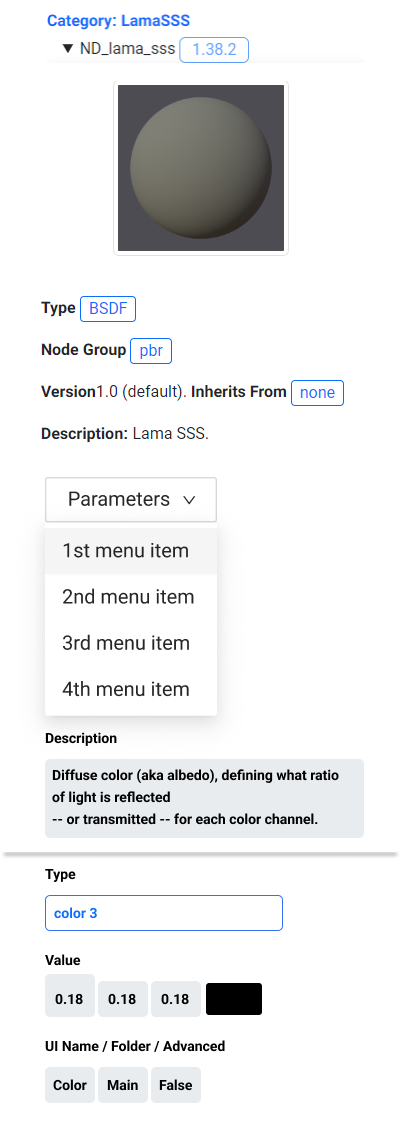 Category: LamaSSS
▼ ND_lama_sss 1.38.2
Type BSDF
Node Group pbr
Version1.0 (default). Inherits From none
Description: Lama SSS.
Parameters
1st menu item
2nd menu item
3rd menu item
4th menu item
Description
Diffuse color (aka albedo), defining what ratio
of light is reflected
-- or transmitted -- for each color channel.
Type
color 3
Value
0.18 0.18 0.18
UI Name / Folder / Advanced
Color Main False